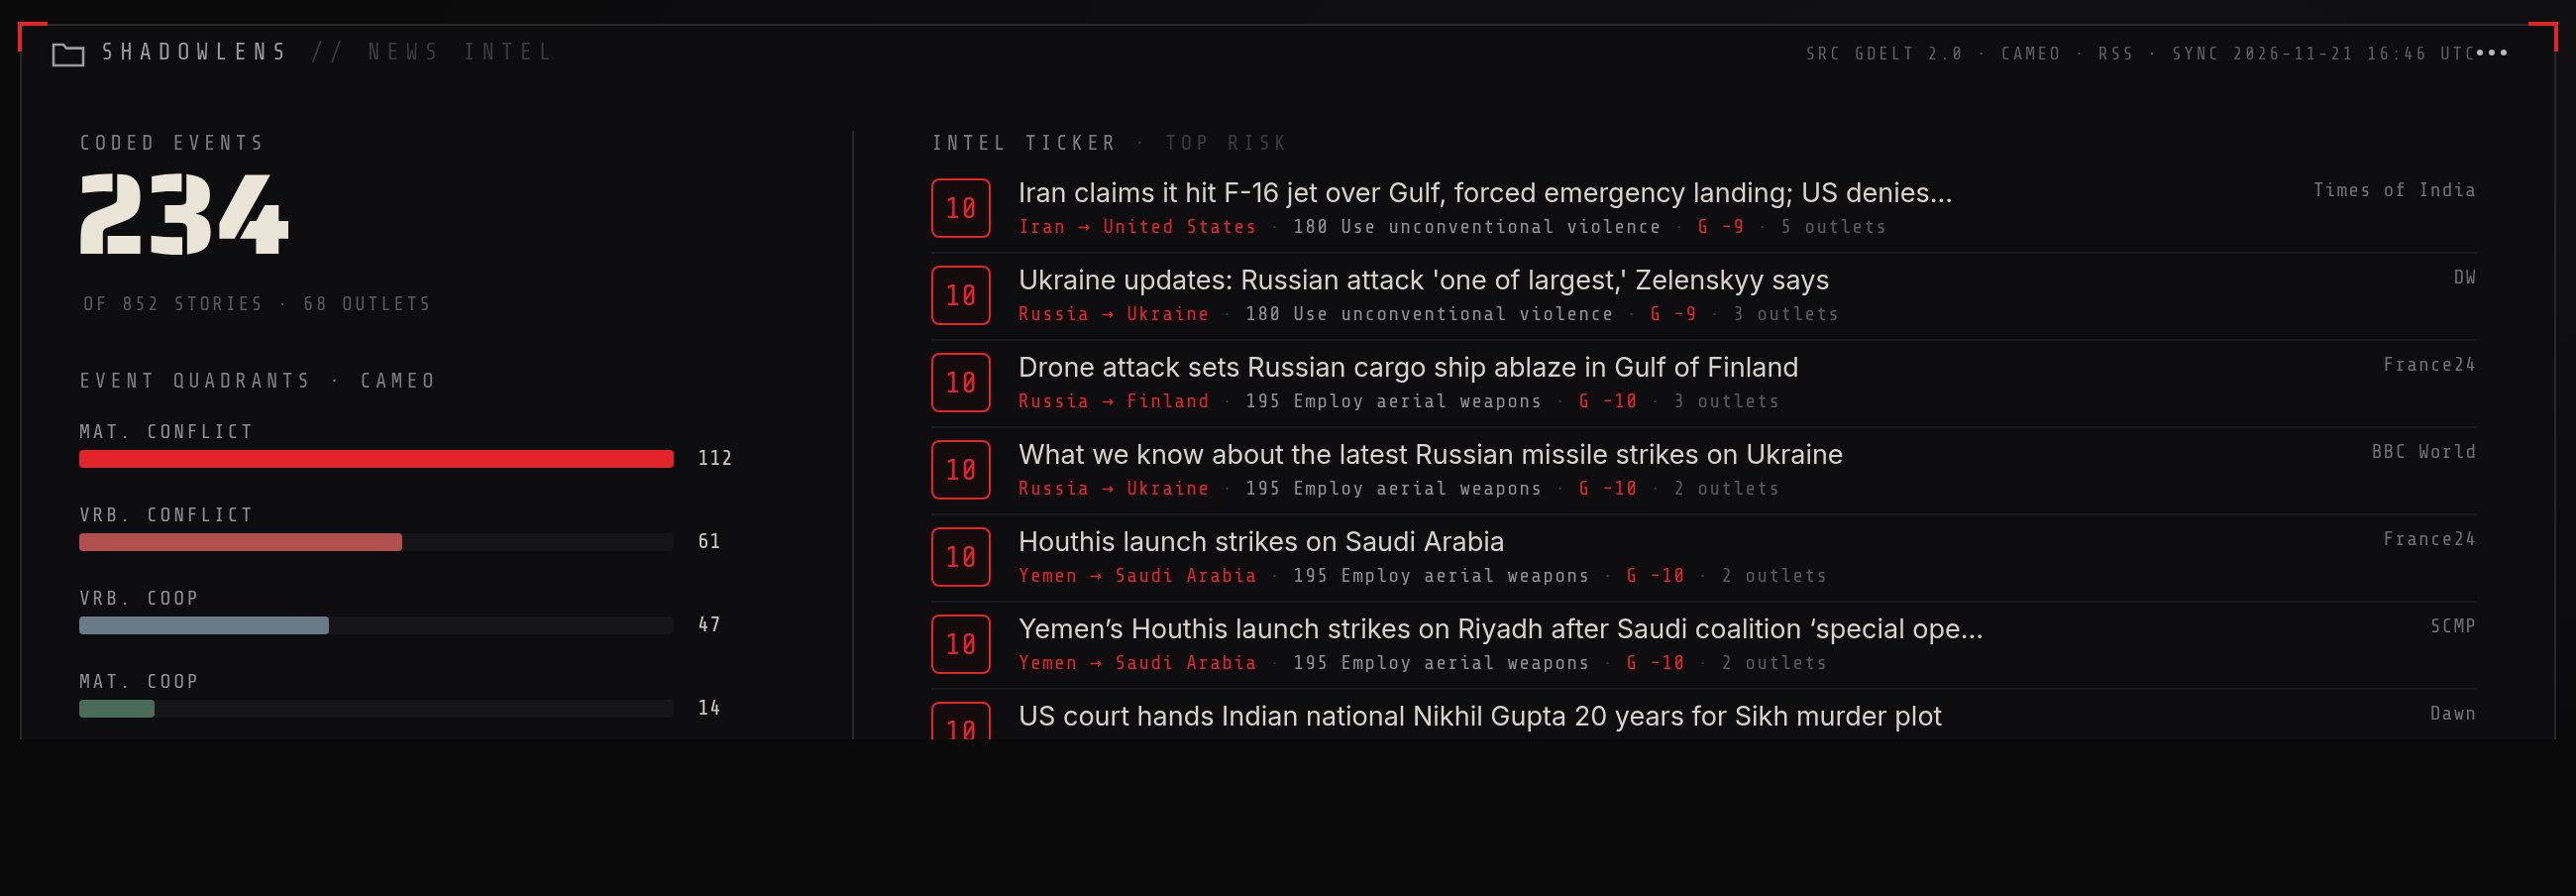 SHADOWLENS // NEWS INTEL
SRC GDELT 2.0 · CAMEO · RSS · SYNC 2026-11-21 16:46 UTC
CODED EVENTS
234
OF 852 STORIES · 68 OUTLETS
EVENT QUADRANTS · CAMEO
MAT. CONFLICT
112
VRB. CONFLICT
61
VRB. COOP
47
MAT. COOP
14
INTEL TICKER · TOP RISK
10
Iran claims it hit F-16 jet over Gulf, forced emergency landing; US denies…
Times of India
Iran → United States · 180 Use unconventional violence · G -9 · 5 outlets
10
Ukraine updates: Russian attack 'one of largest,' Zelenskyy says
DW
Russia → Ukraine · 180 Use unconventional violence · G -9 · 3 outlets
10
Drone attack sets Russian cargo ship ablaze in Gulf of Finland
France24
Russia → Finland · 195 Employ aerial weapons · G -10 · 3 outlets
10
What we know about the latest Russian missile strikes on Ukraine
BBC World
Russia → Ukraine · 195 Employ aerial weapons · G -10 · 2 outlets
10
Houthis launch strikes on Saudi Arabia
France24
Yemen → Saudi Arabia · 195 Employ aerial weapons · G -10 · 2 outlets
10
Yemen’s Houthis launch strikes on Riyadh after Saudi coalition ‘special ope…
SCMP
Yemen → Saudi Arabia · 195 Employ aerial weapons · G -10 · 2 outlets
10
US court hands Indian national Nikhil Gupta 20 years for Sikh murder plot
Dawn